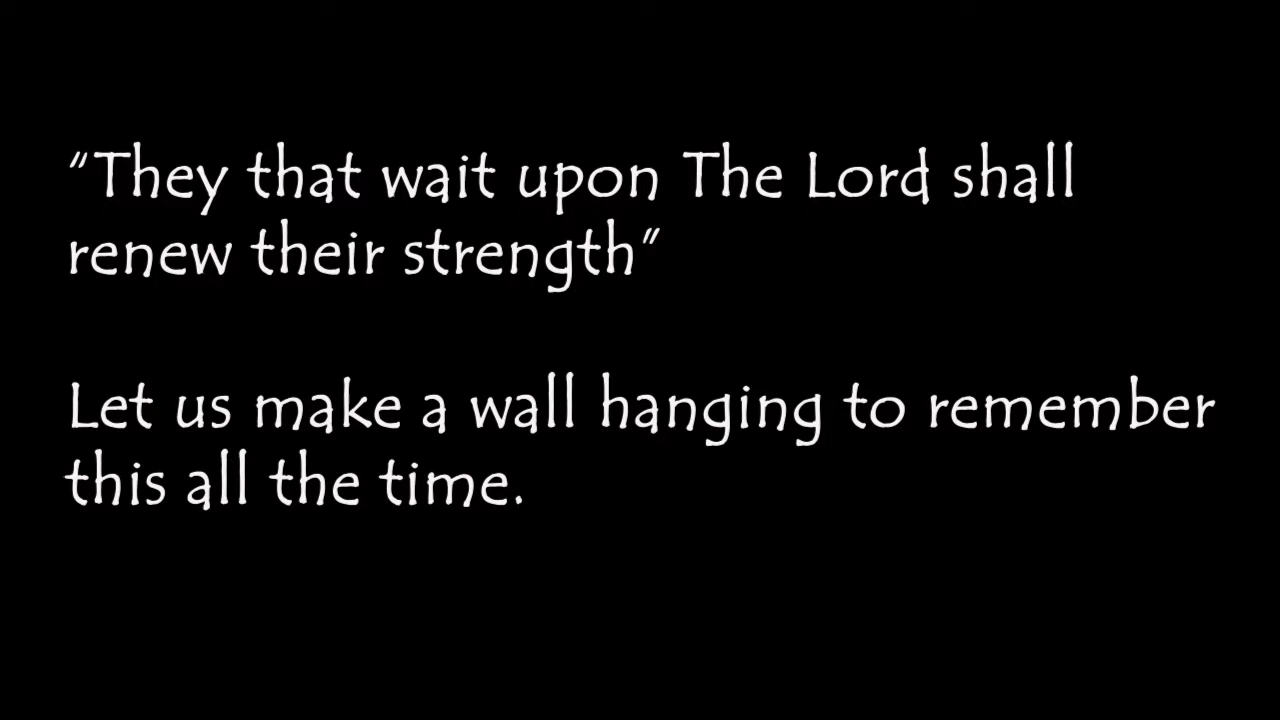 “They that wait upon The Lord shall
renew their strength”
Let us make a wall hanging to remember
this all the time.